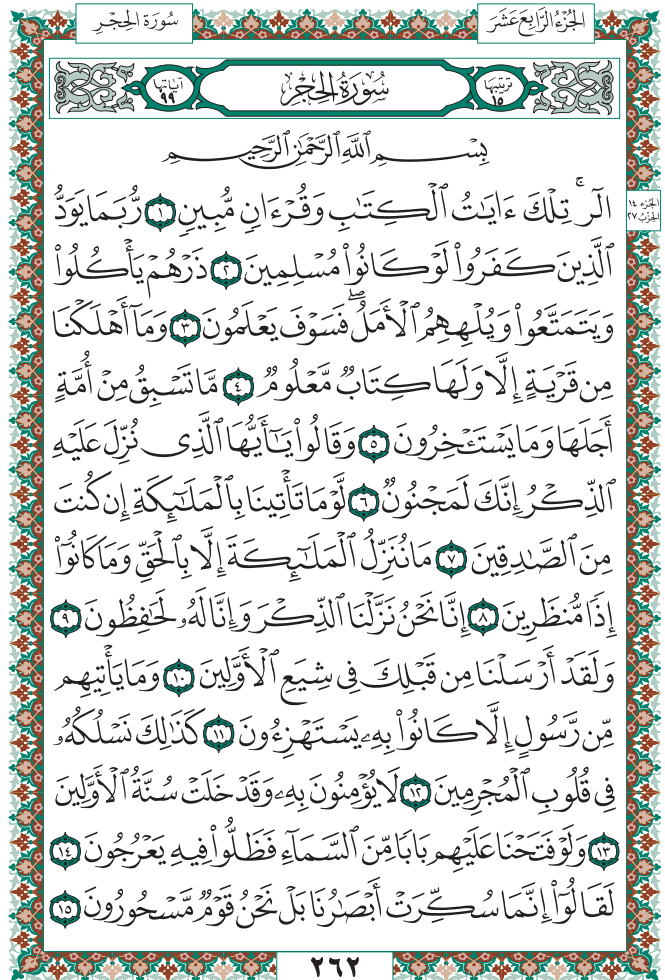 الجُزْءُ الرَّابِعَ عَشَرَ
سُورَةُ الحِجْرِ
ترتيبها ١٥
سُورَةُ الحِجْرِ
آياتها ٩٩
بِسْمِ ٱللَّهِ ٱلرَّحْمَٰنِ ٱلرَّحِيمِ
الٓرۚ تِلْكَ ءَايَٰتُ ٱلْكِتَٰبِ وَقُرْءَانٍ مُّبِينٍ ١ رُّبَمَا يَوَدُّ
ٱلَّذِينَ كَفَرُوا۟ لَوْ كَانُوا۟ مُسْلِمِينَ ٢ ذَرْهُمْ يَأْكُلُوا۟
وَيَتَمَتَّعُوا۟ وَيُلْهِهِمُ ٱلْأَمَلُۖ فَسَوْفَ يَعْلَمُونَ ٣ وَمَآ أَهْلَكْنَا
مِن قَرْيَةٍ إِلَّا وَلَهَا كِتَابٌ مَّعْلُومٌ ٤ مَّا تَسْبِقُ مِنْ أُمَّةٍ
أَجَلَهَا وَمَا يَسْتَـْٔخِرُونَ ٥ وَقَالُوا۟ يَٰٓأَيُّهَا ٱلَّذِى نُزِّلَ عَلَيْهِ
ٱلذِّكْرُ إِنَّكَ لَمَجْنُونٌ ٦ لَّوْ مَا تَأْتِينَا بِٱلْمَلَٰٓئِكَةِ إِن كُنتَ
مِنَ ٱلصَّٰدِقِينَ ٧ مَا نُنَزِّلُ ٱلْمَلَٰٓئِكَةَ إِلَّا بِٱلْحَقِّ وَمَا كَانُوٓا۟
إِذًا مُّنظَرِينَ ٨ إِنَّا نَحْنُ نَزَّلْنَا ٱلذِّكْرَ وَإِنَّا لَهُۥ لَحَٰفِظُونَ ٩
وَلَقَدْ أَرْسَلْنَا مِن قَبْلِكَ فِى شِيَعِ ٱلْأَوَّلِينَ ١٠ وَمَا يَأْتِيهِم
مِّن رَّسُولٍ إِلَّا كَانُوا۟ بِهِۦ يَسْتَهْزِءُونَ ١١ كَذَٰلِكَ نَسْلُكُهُۥ
فِى قُلُوبِ ٱلْمُجْرِمِينَ ١٢ لَا يُؤْمِنُونَ بِهِۦ وَقَدْ خَلَتْ سُنَّةُ ٱلْأَوَّلِينَ
١٣ وَلَوْ فَتَحْنَا عَلَيْهِم بَابًا مِّنَ ٱلسَّمَآءِ فَظَلُّوا۟ فِيهِ يَعْرُجُونَ ١٤
لَقَالُوٓا۟ إِنَّمَا سُكِّرَتْ أَبْصَٰرُنَا بَلْ نَحْنُ قَوْمٌ مَّسْحُورُونَ ١٥
الجزء ١٤
الحزب ٢٧
٢٦٢